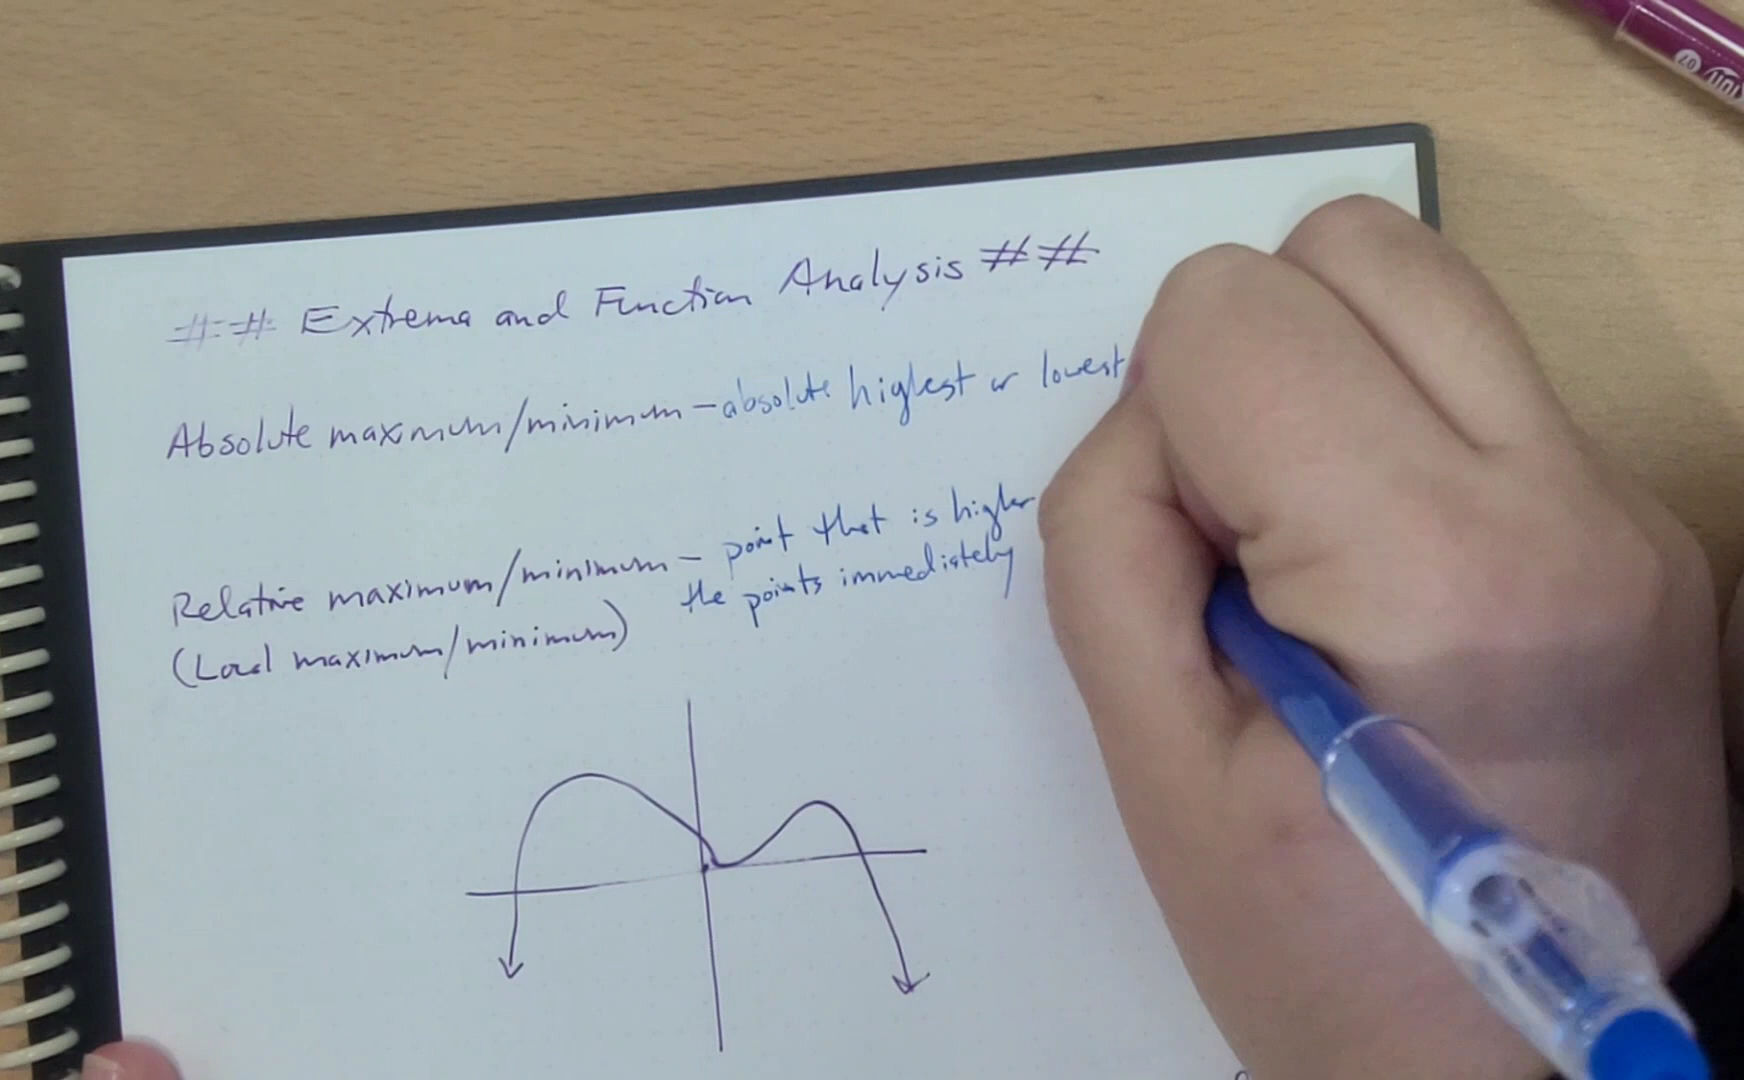 ## Extrema and Function Analysis ##
Absolute maximum/minimum - absolute highest or lowest
Relative maximum/minimum - point that is higher
the points immediately
(Local maximum/minimum)
07